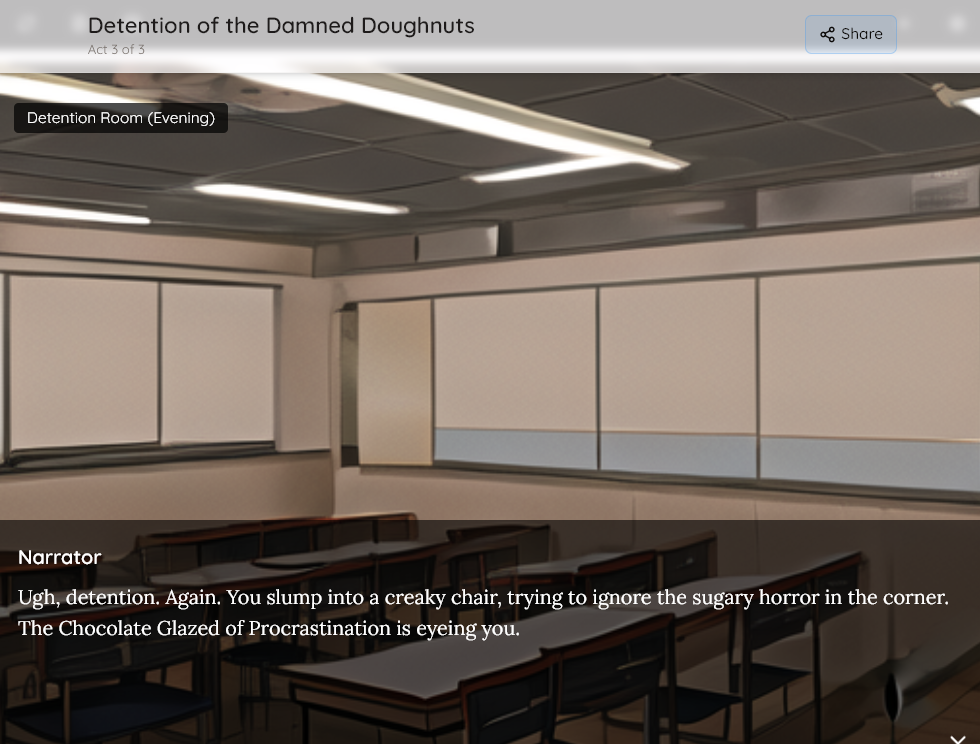 Detention of the Damned Doughnuts
Act 3 of 3
Share
Detention Room (Evening)
Narrator
Ugh, detention. Again. You slump into a creaky chair, trying to ignore the sugary horror in the corner.
The Chocolate Glazed of Procrastination is eyeing you.